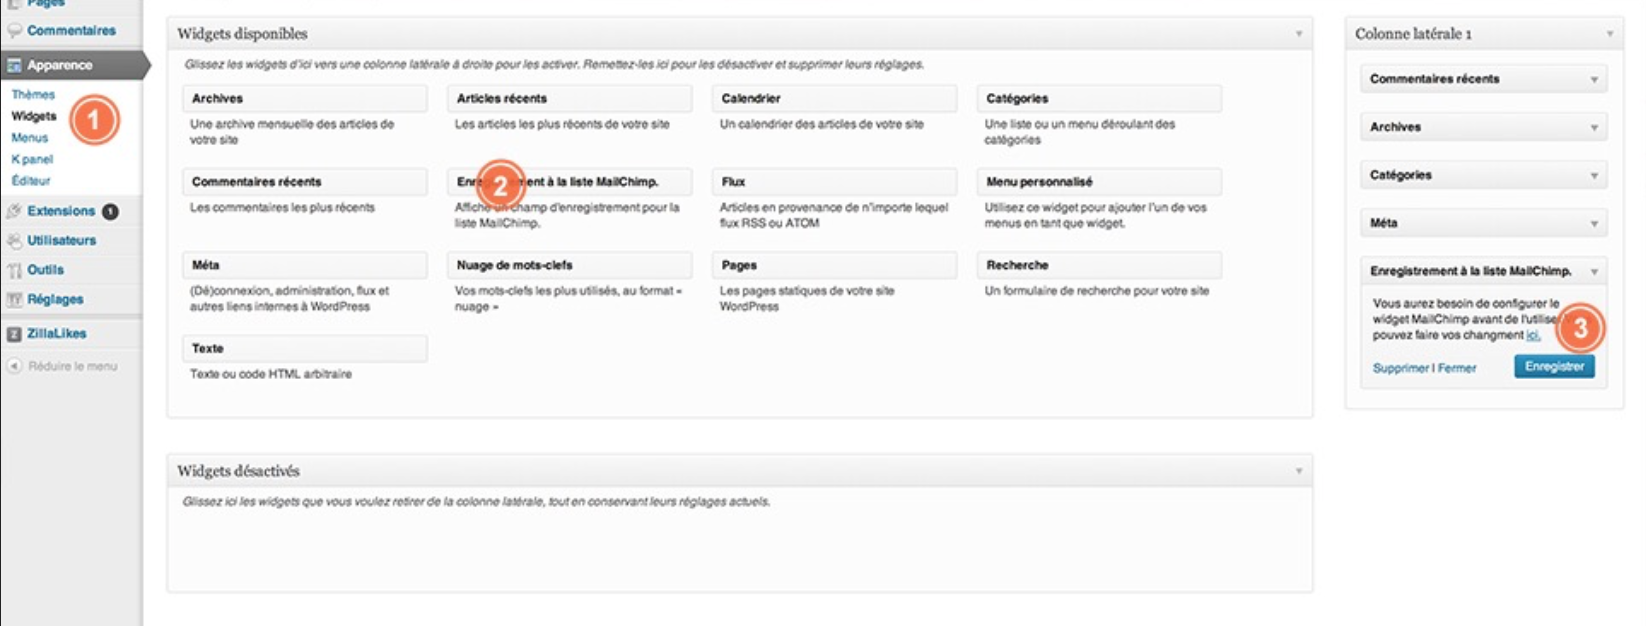 Pages
Commentaires
Apparence
Thèmes
Widgets
1
Menus
K panel
Éditeur
Extensions 1
Utilisateurs
Outils
Réglages
ZillaLikes
Réduire le menu
Widgets disponibles
Glissez les widgets d'ici vers une colonne latérale à droite pour les activer. Remettez-les ici pour les désactiver et supprimer leurs réglages.
Archives
Une archive mensuelle des articles de
votre site
Articles récents
Les articles les plus récents de votre site
Calendrier
Un calendrier des articles de votre site
Catégories
Une liste ou un menu déroulant des
catégories
Commentaires récents
Les commentaires les plus récents
2
à la liste MailChimp.
Affiche un champ d'enregistrement pour la
liste MailChimp.
Flux
Articles en provenance de n'importe lequel
flux RSS ou ATOM
Menu personnalisé
Utilisez ce widget pour ajouter l'un de vos
menus en tant que widget.
Méta
(Dé)connexion, administration, flux et
autres liens internes à WordPress
Nuage de mots-clefs
Vos mots-clefs les plus utilisés, au format «
nuage »
Pages
Les pages statiques de votre site
WordPress
Recherche
Un formulaire de recherche pour votre site
Texte
Texte ou code HTML arbitraire
Widgets désactivés
Glissez ici les widgets que vous voulez retirer de la colonne latérale, tout en conservant leurs réglages actuels.
Colonne latérale 1
Commentaires récents
Archives
Catégories
Méta
Enregistrement à la liste MailChimp.
Vous aurez besoin de configurer le
widget MailChimp avant de
pouvez faire vos changment ici.
3
Supprimer | Fermer
Enregistrer